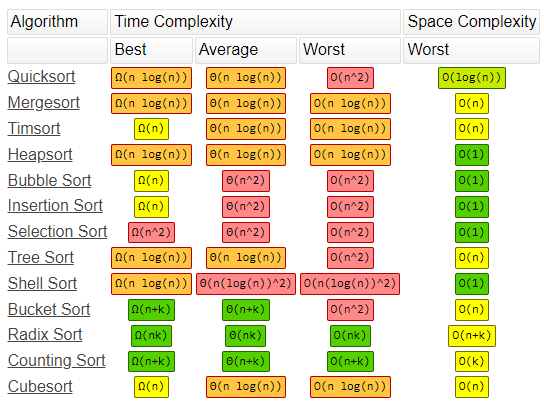 Algorithm Time Complexity Space Complexity
Best Average Worst Worst
Quicksort Ω(n log(n)) Θ(n log(n)) O(n^2) O(log(n))
Mergesort Ω(n log(n)) Θ(n log(n)) O(n log(n)) O(n)
Timsort Ω(n) Θ(n log(n)) O(n log(n)) O(n)
Heapsort Ω(n log(n)) Θ(n log(n)) O(n log(n)) O(1)
Bubble Sort Ω(n) Θ(n^2) O(n^2) O(1)
Insertion Sort Ω(n) Θ(n^2) O(n^2) O(1)
Selection Sort Ω(n^2) Θ(n^2) O(n^2) O(1)
Tree Sort Ω(n log(n)) Θ(n log(n)) O(n^2) O(n)
Shell Sort Ω(n log(n)) Θ(n(log(n))^2) O(n(log(n))^2) O(1)
Bucket Sort Ω(n+k) Θ(n+k) O(n^2) O(n)
Radix Sort Ω(nk) Θ(nk) O(nk) O(n+k)
Counting Sort Ω(n+k) Θ(n+k) O(n+k) O(k)
Cubesort Ω(n) Θ(n log(n)) O(n log(n)) O(n)